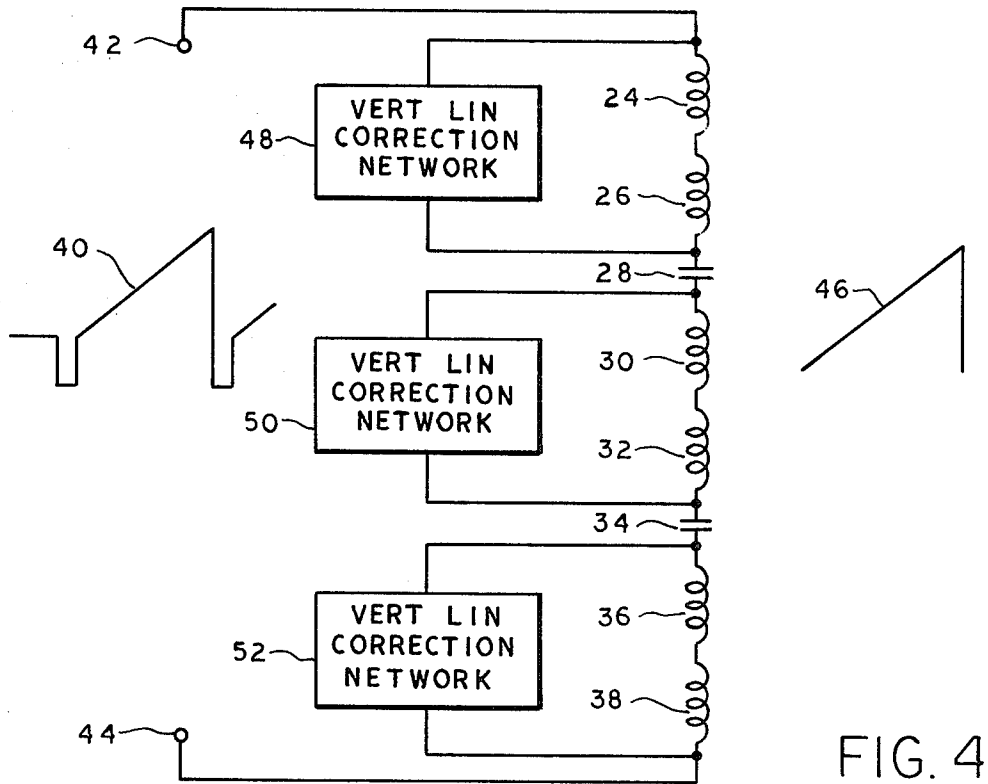 42
VERT LIN
CORRECTION
NETWORK
48
24
26
40
28
46
VERT LIN
CORRECTION
NETWORK
50
30
32
34
VERT LIN
CORRECTION
NETWORK
52
36
38
44
FIG. 4